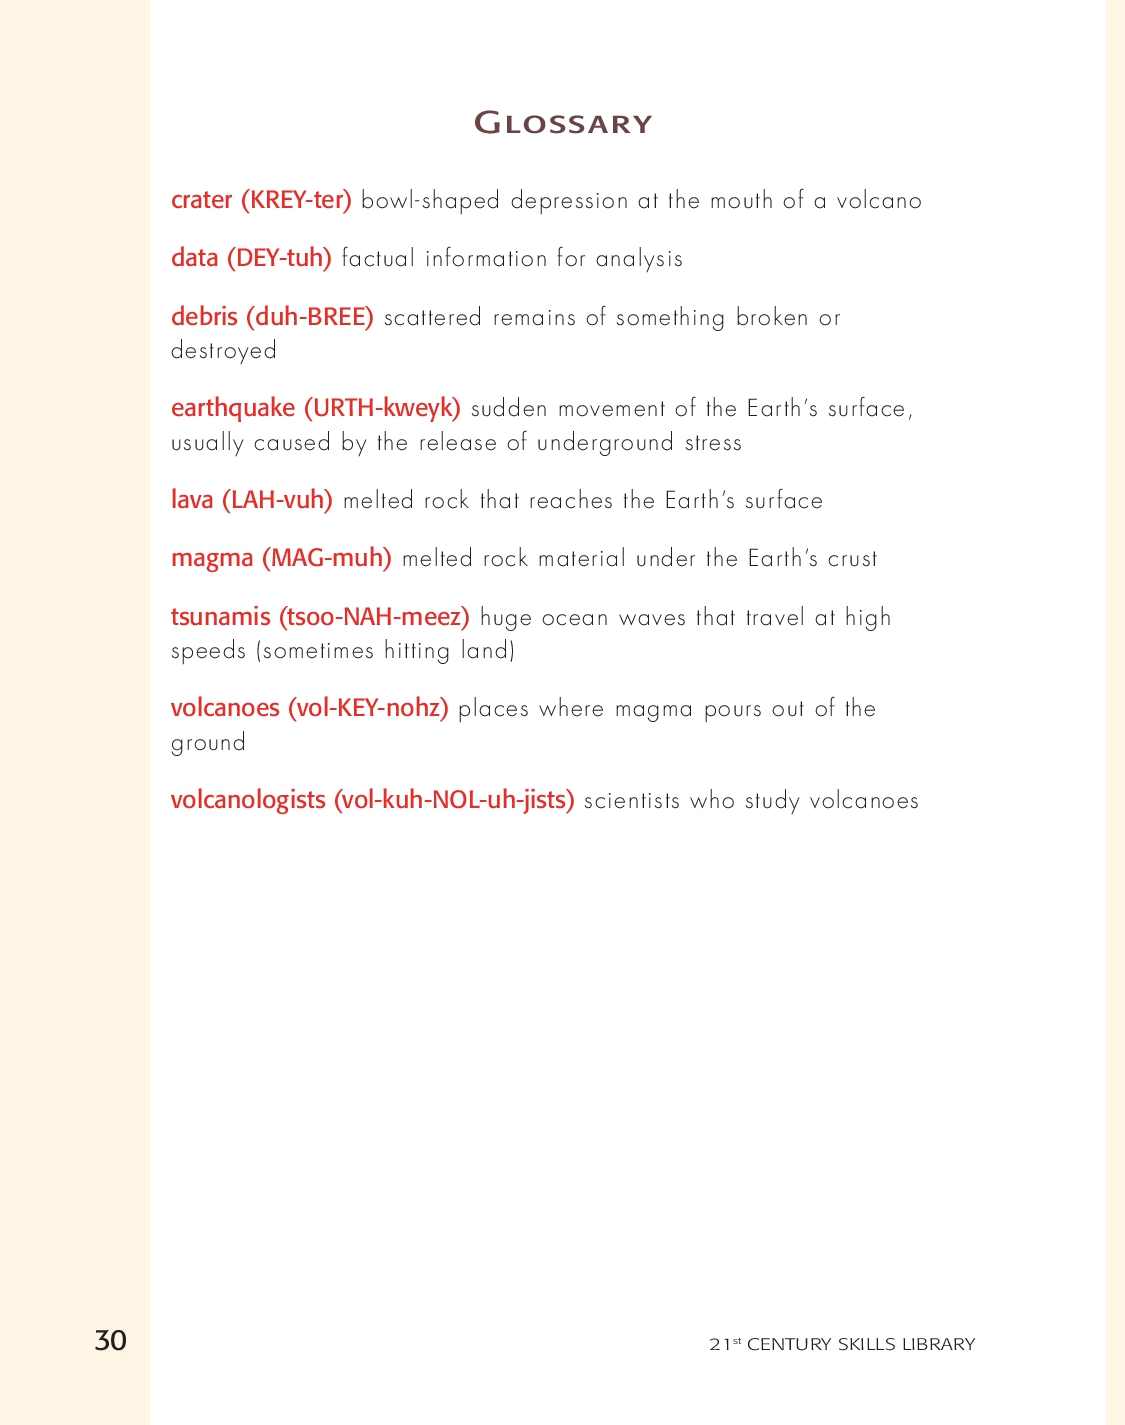 Glossary
crater (KREY-ter) bowl-shaped depression at the mouth of a volcano
data (DEY-tuh) factual information for analysis
debris (duh-BREE) scattered remains of something broken or
destroyed
earthquake (URTH-kweyk) sudden movement of the Earth’s surface,
usually caused by the release of underground stress
lava (LAH-vuh) melted rock that reaches the Earth’s surface
magma (MAG-muh) melted rock material under the Earth’s crust
tsunamis (tsoo-NAH-meez) huge ocean waves that travel at high
speeds (sometimes hitting land)
volcanoes (vol-KEY-nohz) places where magma pours out of the
ground
volcanologists (vol-kuh-NOL-uh-jists) scientists who study volcanoes
30
21st CENTURY SKILLS LIBRARY